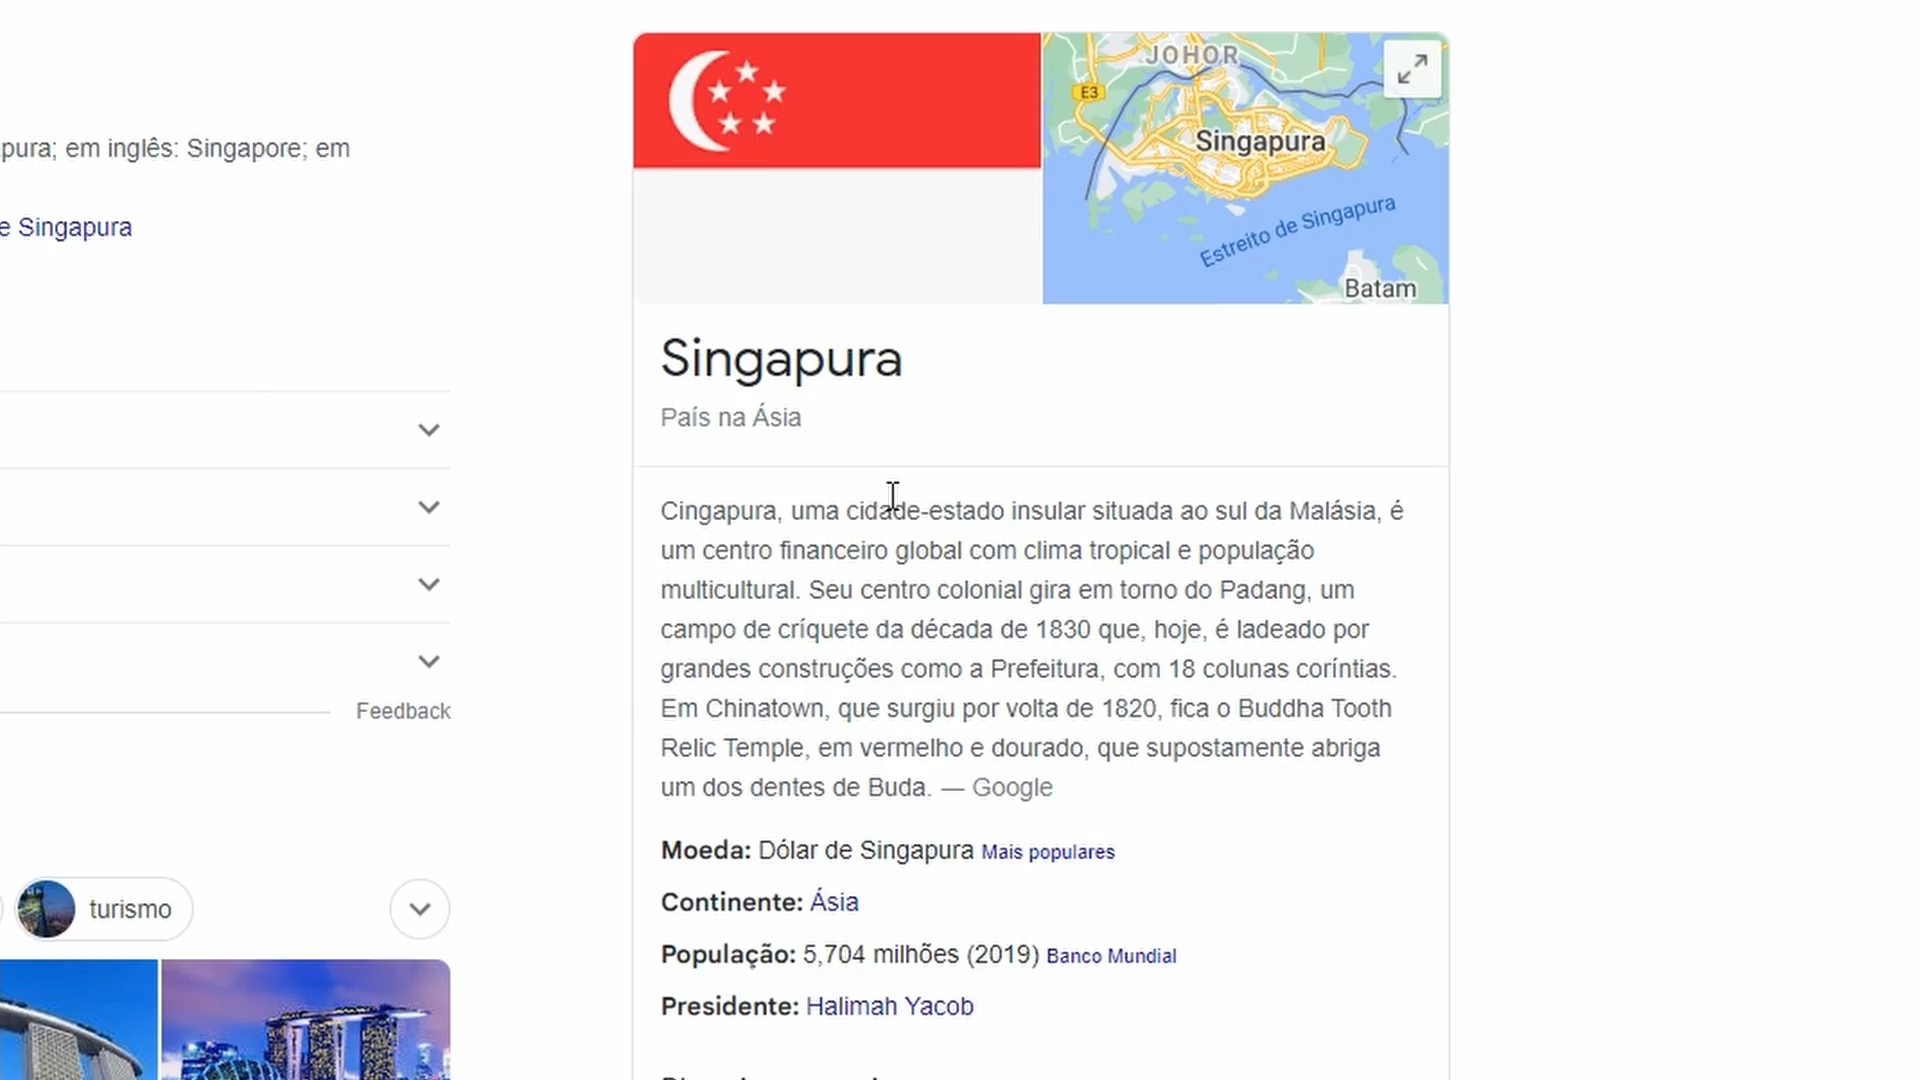 pura; em inglês: Singapore; em
e Singapura
Feedback
turismo
JOHOR
E3
Singapura
Estreito de Singapura
Batam
Singapura
País na Ásia
Cingapura, uma cidade-estado insular situada ao sul da Malásia, é
um centro financeiro global com clima tropical e população
multicultural. Seu centro colonial gira em torno do Padang, um
campo de críquete da década de 1830 que, hoje, é ladeado por
grandes construções como a Prefeitura, com 18 colunas coríntias.
Em Chinatown, que surgiu por volta de 1820, fica o Buddha Tooth
Relic Temple, em vermelho e dourado, que supostamente abriga
um dos dentes de Buda. — Google
Moeda: Dólar de Singapura Mais populares
Continente: Ásia
População: 5,704 milhões (2019) Banco Mundial
Presidente: Halimah Yacob